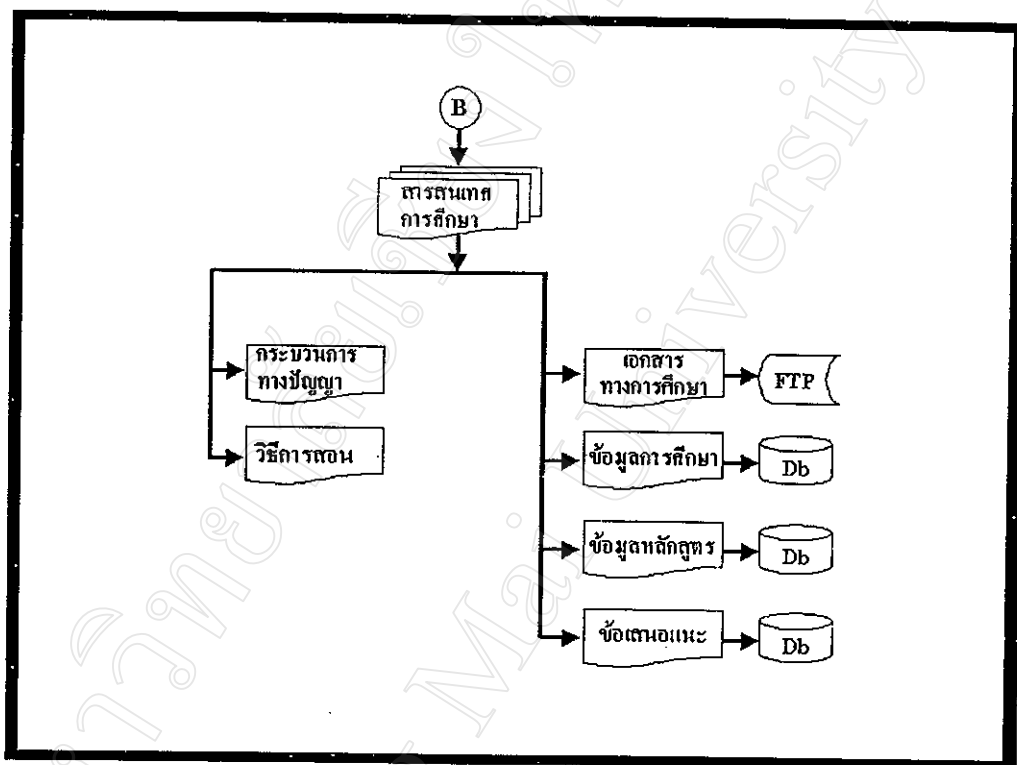 B
สารสนเทศ
การศึกษา
กระบวนการ
ทางปัญญา
วิธีการสอน
เอกสาร
ทางการศึกษา
FTP
ข้อมูลการศึกษา
Db
ข้อมูลหลักสูตร
Db
ข้อเสนอแนะ
Db
Mai University